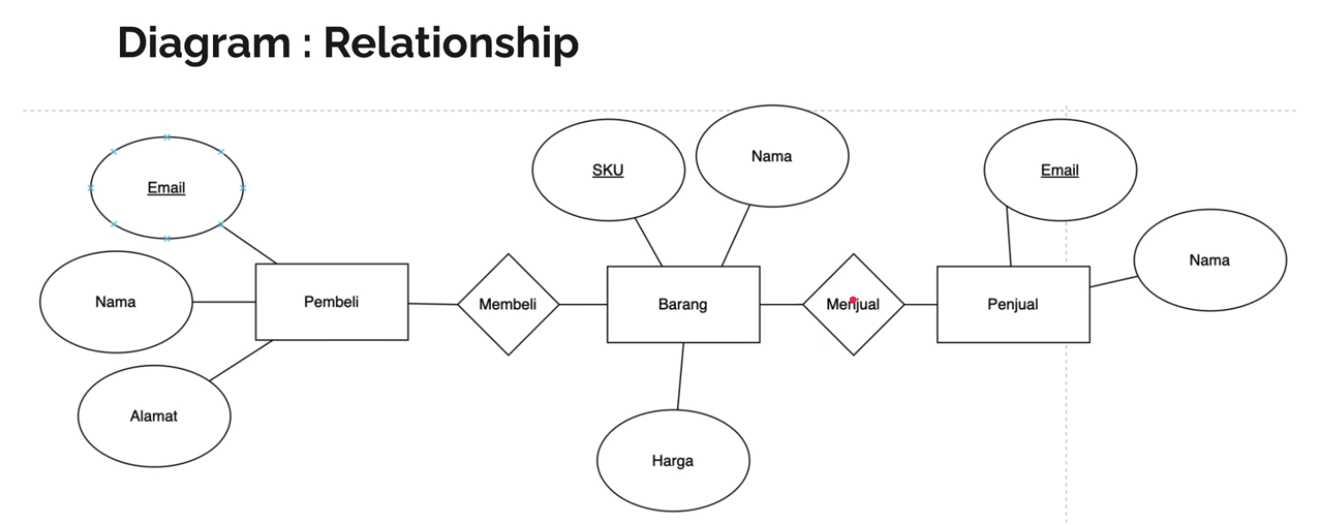 Diagram : Relationship
Email
Nama
Alamat
Pembeli
Membeli
SKU
Nama
Barang
Harga
Menjual
Penjual
Email
Nama